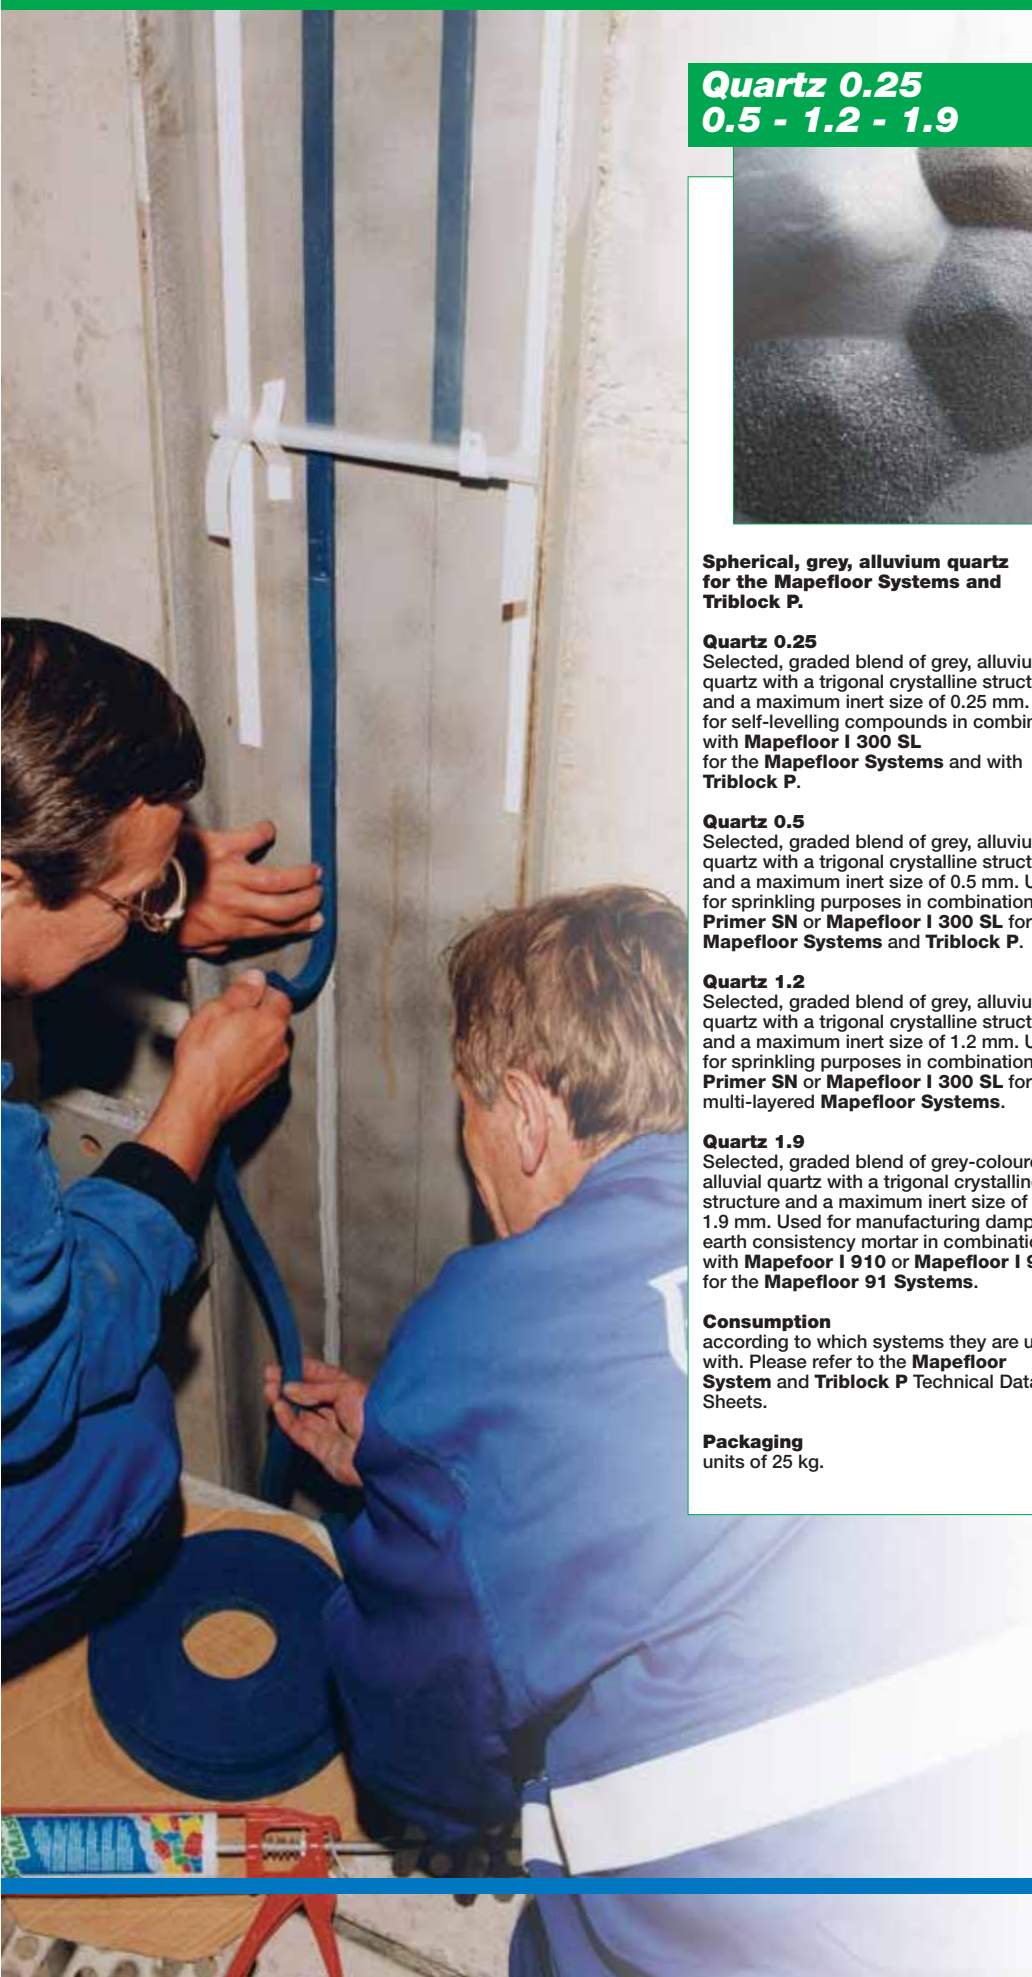 Quartz 0.25
0.5 - 1.2 - 1.9
Spherical, grey, alluvium quartz
for the Mapefloor Systems and
Triblock P.
Quartz 0.25
Selected, graded blend of grey, alluviu
quartz with a trigonal crystalline struct
and a maximum inert size of 0.25 mm.
for self-levelling compounds in combin
with Mapefloor I 300 SL
for the Mapefloor Systems and with
Triblock P.
Quartz 0.5
Selected, graded blend of grey, alluviu
quartz with a trigonal crystalline struct
and a maximum inert size of 0.5 mm. U
for sprinkling purposes in combination
Primer SN or Mapefloor I 300 SL for
Mapefloor Systems and Triblock P.
Quartz 1.2
Selected, graded blend of grey, alluviu
quartz with a trigonal crystalline struct
and a maximum inert size of 1.2 mm. U
for sprinkling purposes in combination
Primer SN or Mapefloor I 300 SL for
multi-layered Mapefloor Systems.
Quartz 1.9
Selected, graded blend of grey-coloure
alluvial quartz with a trigonal crystallin
structure and a maximum inert size of
1.9 mm. Used for manufacturing damp
earth consistency mortar in combinati
with Mapefoor I 910 or Mapefloor I 9
for the Mapefloor 91 Systems.
Consumption
according to which systems they are u
with. Please refer to the Mapefloor
System and Triblock P Technical Data
Sheets.
Packaging
units of 25 kg.